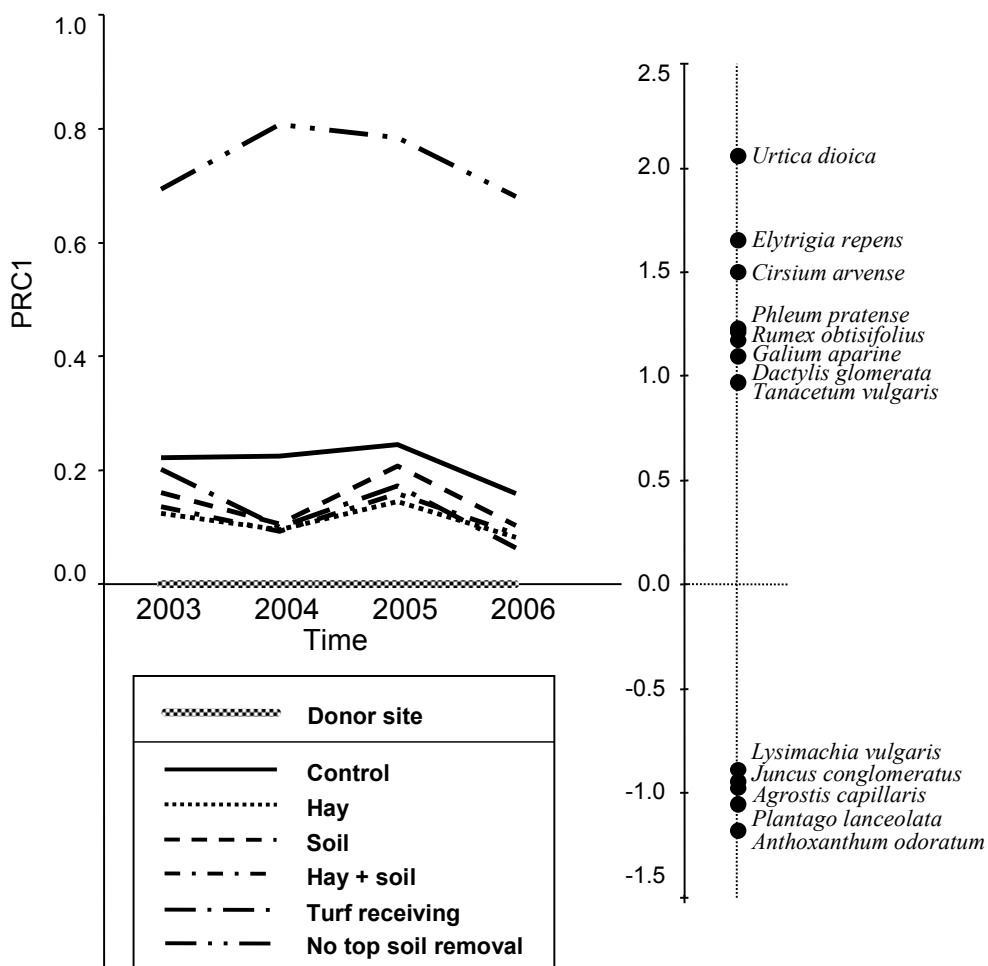 1.0
0.8
0.6
0.4
0.2
0.0
PRC1
2003 2004 2005 2006
Time
Donor site
Control
Hay
Soil
Hay + soil
Turf receiving
No top soil removal
2.5
2.0
1.5
1.0
0.5
0.0
-0.5
-1.0
-1.5
Urtica dioica
Elytrigia repens
Cirsium arvense
Phleum pratense
Rumex obtisifolius
Galium aparine
Dactylis glomerata
Tanacetum vulgaris
Lysimachia vulgaris
Juncus conglomeratus
Agrostis capillaris
Plantago lanceolata
Anthoxanthum odoratum